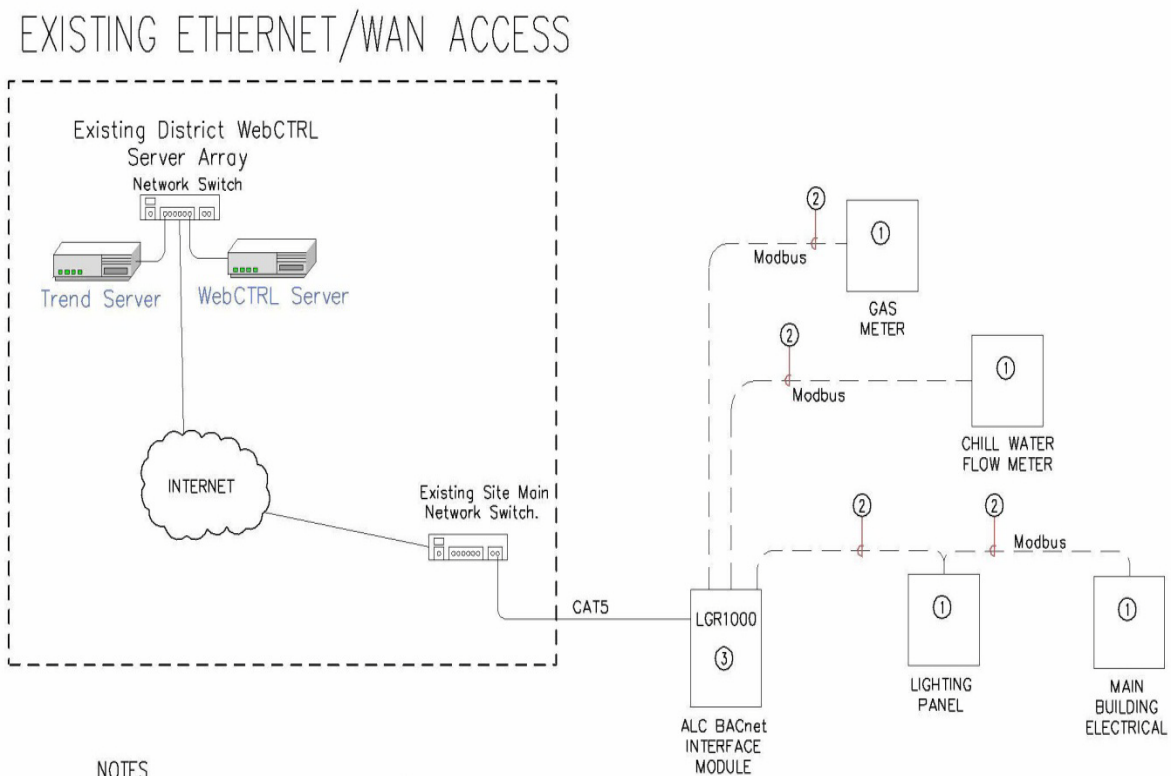 EXISTING ETHERNET/WAN ACCESS
Existing District WebCTRL
Server Array
Network Switch
Trend Server
WebCTRL Server
INTERNET
Existing Site Main
Network Switch.
CAT5
LGR1000
3
ALC BACnet
INTERFACE
MODULE
2
Modbus
1
GAS
METER
2
Modbus
1
CHILL WATER
FLOW METER
2
2
Modbus
1
LIGHTING
PANEL
1
MAIN
BUILDING
ELECTRICAL
NOTES